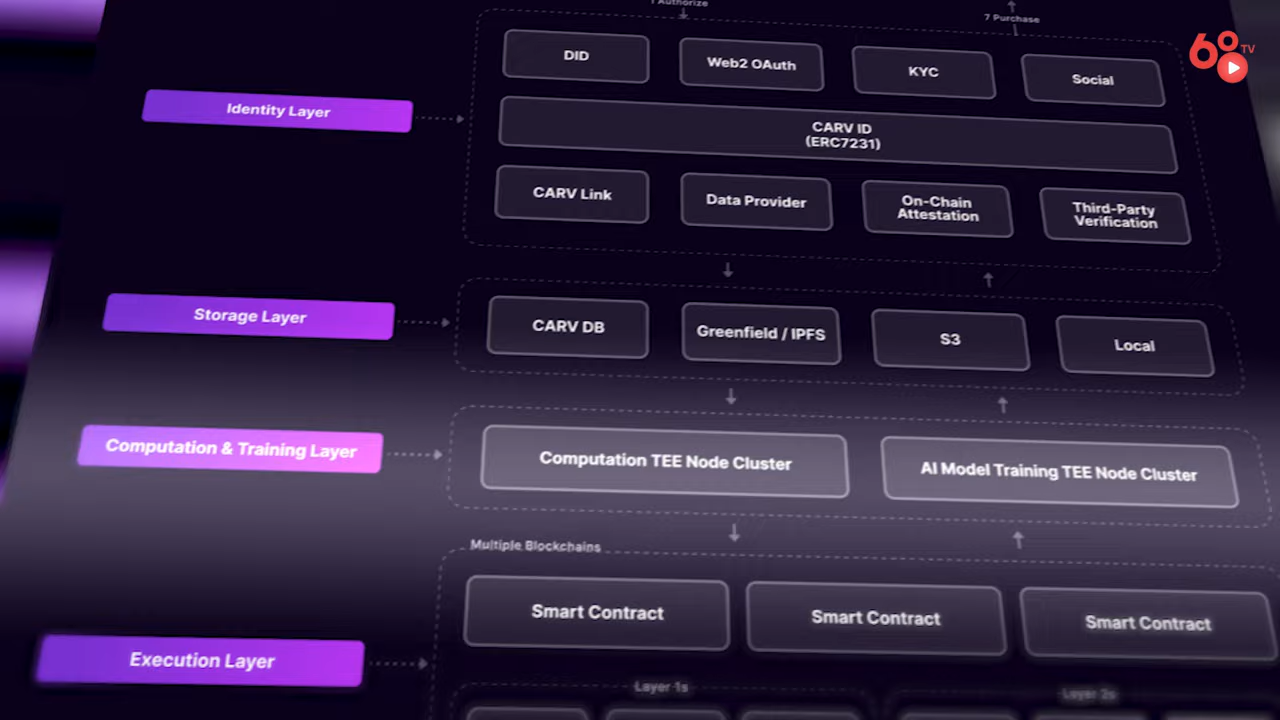 1 Authorize
7 Purchase
60 TV
DID
Web2 OAuth
KYC
Social
Identity Layer
CARV ID
(ERC7231)
CARV Link
Data Provider
On-Chain
Attestation
Third-Party
Verification
Storage Layer
CARV DB
Greenfield / IPFS
S3
Local
Computation & Training Layer
Computation TEE Node Cluster
AI Model Training TEE Node Cluster
Multiple Blockchains
Smart Contract
Smart Contract
Smart Contract
Execution Layer
Layer 1s
Layer 2s